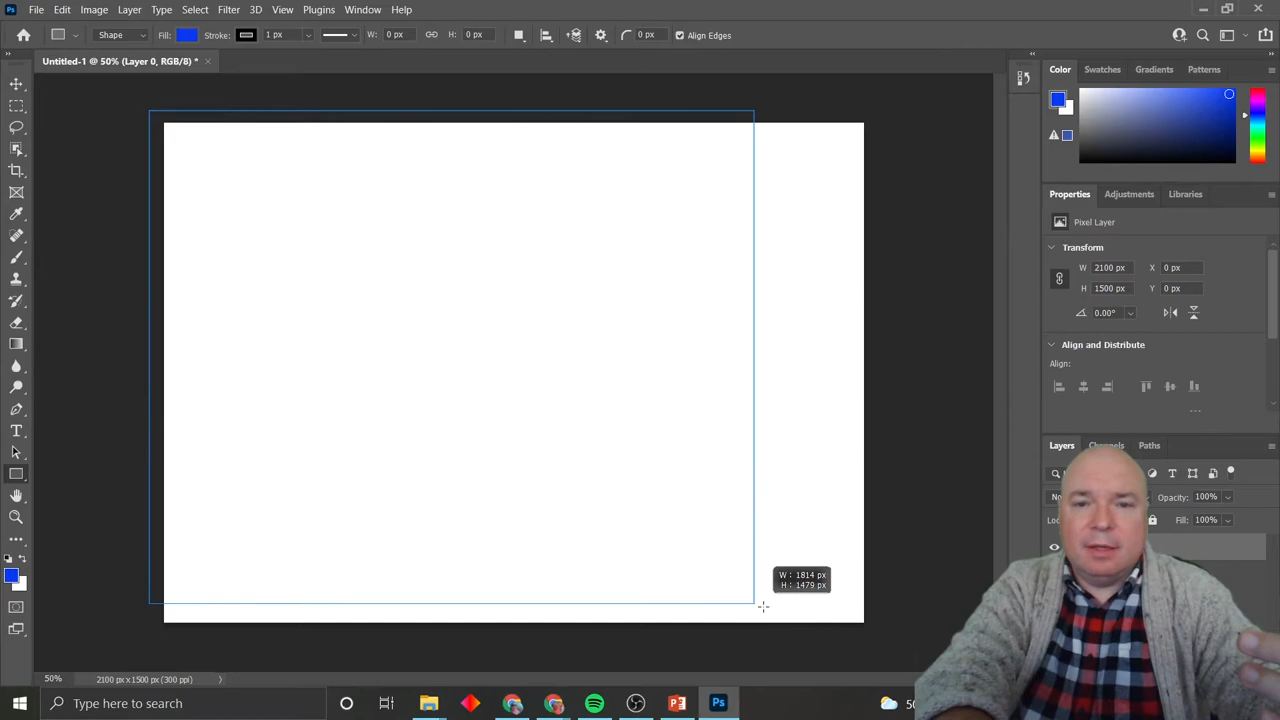 Ps File Edit Image Layer Type Select Filter 3D View Plugins Window Help
Shape Fill: Stroke: 1 px W: 0 px H: 0 px 0 px Align Edges
Untitled-1 @ 50% (Layer 0, RGB/8) *
Color Swatches Gradients Patterns
Properties Adjustments Libraries
Pixel Layer
Transform
W 2100 px X 0 px
H 1500 px Y 0 px
0.00°
Align and Distribute
Align:
Layers Channels Paths
Opacity: 100%
Fill: 100%
W: 1814 px
H: 1479 px
50% 2100 px x 1500 px (300 ppi)
Type here to search
Ps